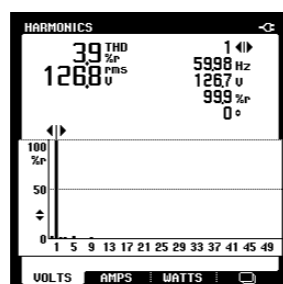 HARMONICS
3.9 THD %r
126.8 rms V
1
59.98 Hz
126.7 V
99.9 %r
0 °
100
%r
50
0
1 5 9 13 17 21 25 29 33 37 41 45 49
VOLTS AMPS WATTS